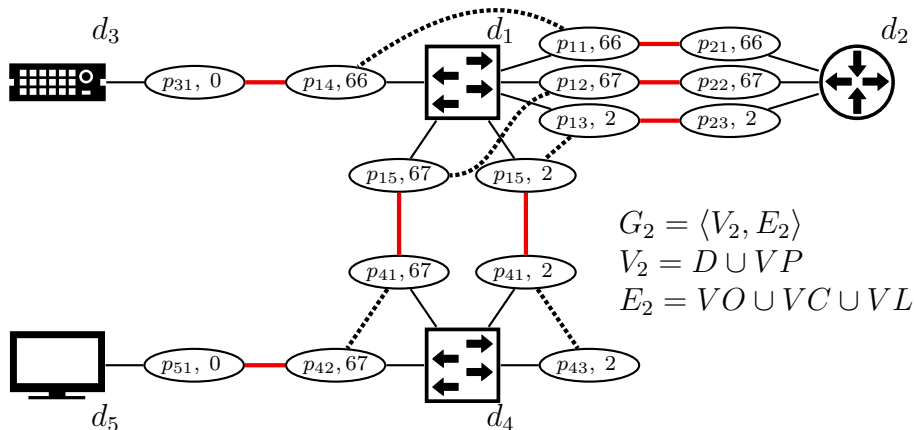 d₃
d₁
d₂
p₃₁, 0
p₁₄, 66
p₁₁, 66
p₂₁, 66
p₁₂, 67
p₂₂, 67
p₁₃, 2
p₂₃, 2
p₁₅, 67
p₁₅, 2
G₂ = ⟨V₂, E₂⟩
V₂ = D ∪ VP
E₂ = VO ∪ VC ∪ VL
p₄₁, 67
p₄₁, 2
p₅₁, 0
p₄₂, 67
p₄₃, 2
d₅
d₄